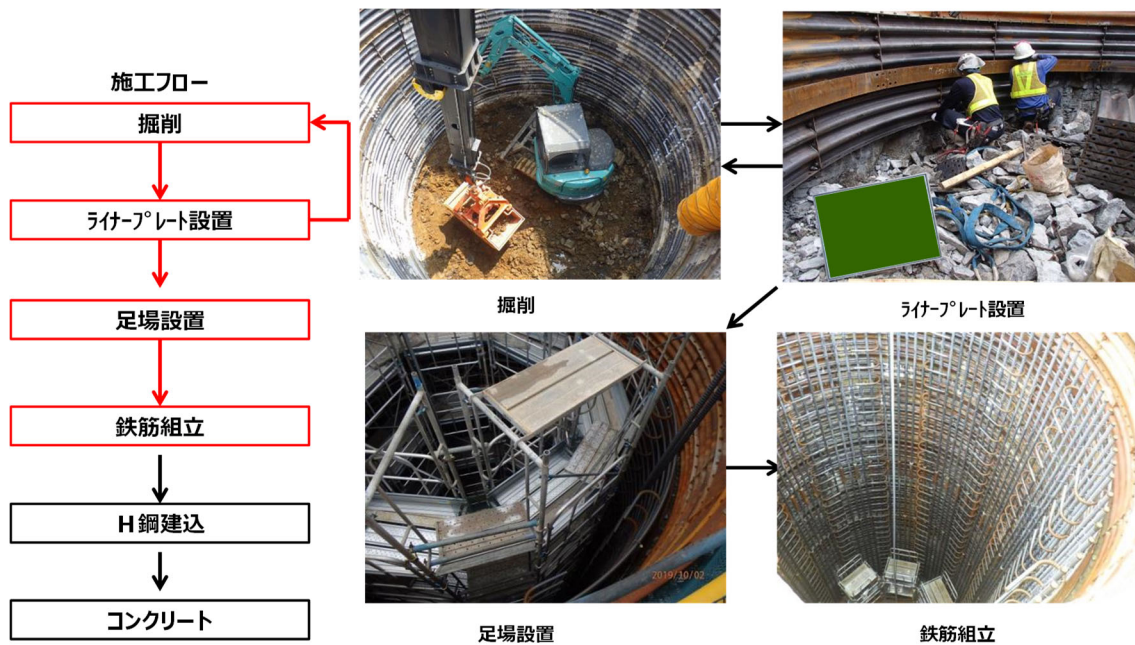 施工フロー
掘削
ﾗｲﾅｰﾌﾟﾚｰﾄ設置
足場設置
鉄筋組立
H鋼建込
コンクリート
掘削
ﾗｲﾅｰﾌﾟﾚｰﾄ設置
2019/10/02
足場設置
鉄筋組立